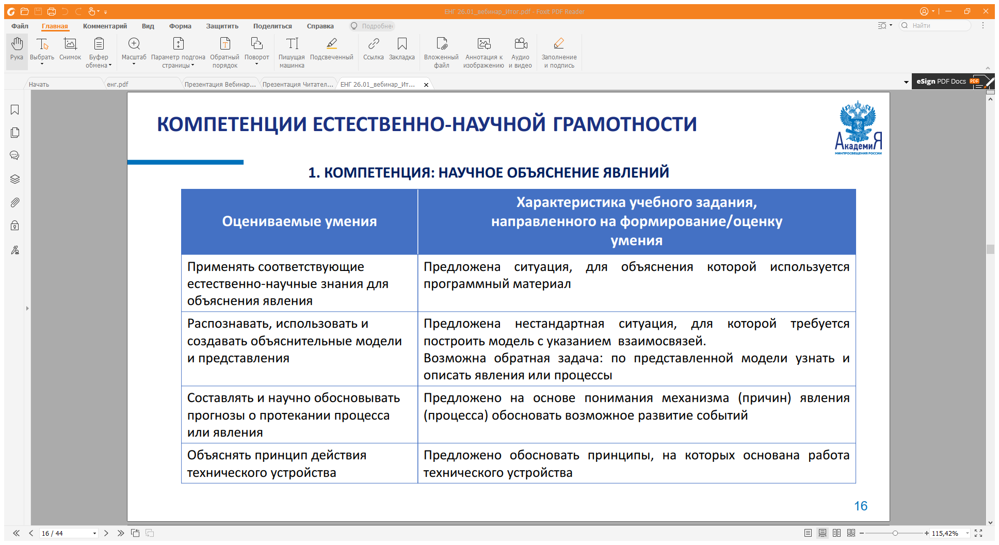 ЕНГ 26.01_вебинар_Итог.pdf - Foxit PDF Reader
Файл Главная Комментарий Вид Форма Защитить Поделиться Справка Подробнее Найти
Рука Выбрать Снимок Буфер обмена Масштаб Параметр подгона страницы Обратный порядок Поворот Пишущая машинка Подсвеченный Ссылка Закладка Вложенный файл Аннотация к изображению Аудио и видео Заполнение и подпись
Начать енг.pdf Презентация Вебинар... Презентация Читател... ЕНГ 26.01_вебинар_Ит... eSign PDF Docs PDF
КОМПЕТЕНЦИИ ЕСТЕСТВЕННО-НАУЧНОЙ ГРАМОТНОСТИ
АкадемиЯ
МИНПРОСВЕЩЕНИЯ РОССИИ
1. КОМПЕТЕНЦИЯ: НАУЧНОЕ ОБЪЯСНЕНИЕ ЯВЛЕНИЙ
Оцениваемые умения
Характеристика учебного задания,
направленного на формирование/оценку
умения
Применять соответствующие
естественно-научные знания для
объяснения явления
Предложена ситуация, для объяснения которой используется
программный материал
Распознавать, использовать и
создавать объяснительные модели
и представления
Предложена нестандартная ситуация, для которой требуется
построить модель с указанием взаимосвязей.
Возможна обратная задача: по представленной модели узнать и
описать явления или процессы
Составлять и научно обосновывать
прогнозы о протекании процесса
или явления
Предложено на основе понимания механизма (причин) явления
(процесса) обосновать возможное развитие событий
Объяснять принцип действия
технического устройства
Предложено обосновать принципы, на которых основана работа
технического устройства
16
16 / 44 115,42%